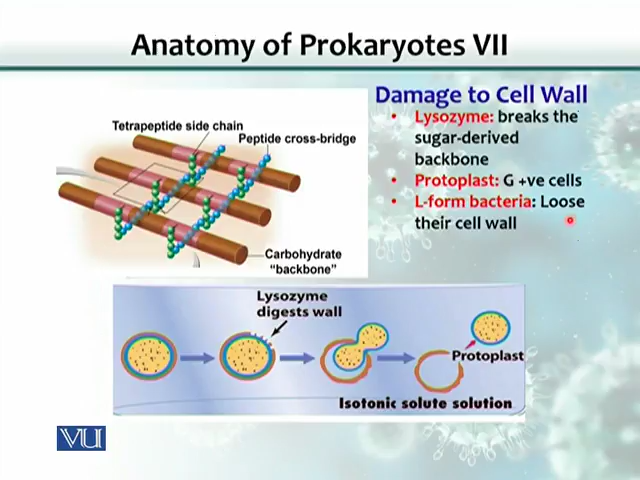 Anatomy of Prokaryotes VII
Damage to Cell Wall
• Lysozyme: breaks the
sugar-derived
backbone
• Protoplast: G +ve cells
• L-form bacteria: Loose
their cell wall
Tetrapeptide side chain
Peptide cross-bridge
Carbohydrate
"backbone"
Lysozyme
digests wall
Protoplast
Isotonic solute solution
VU